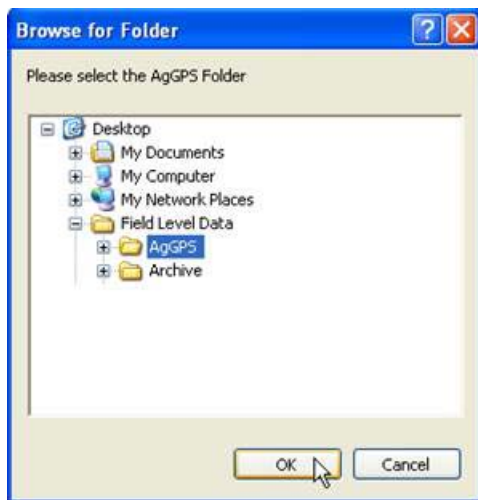 Browse for Folder
Please select the AgGPS Folder
Desktop
My Documents
My Computer
My Network Places
Field Level Data
AgGPS
Archive
OK Cancel